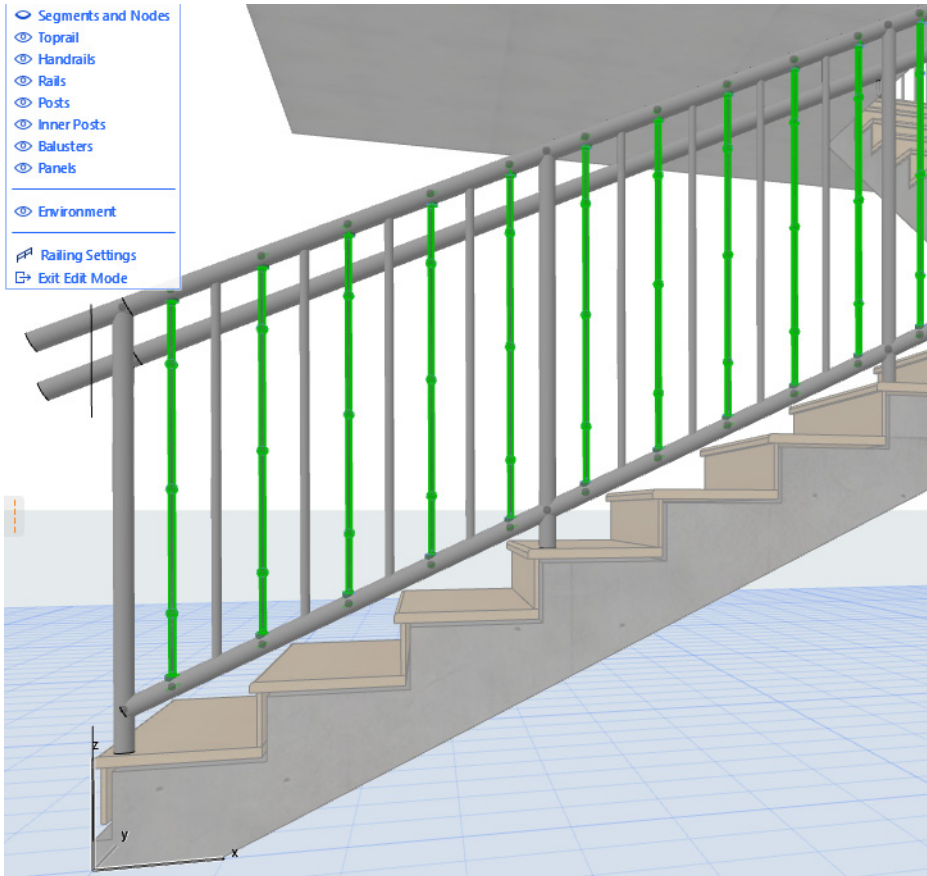 Segments and Nodes
Toprail
Handrails
Rails
Posts
Inner Posts
Balusters
Panels
Environment
Railing Settings
Exit Edit Mode
z
y
x